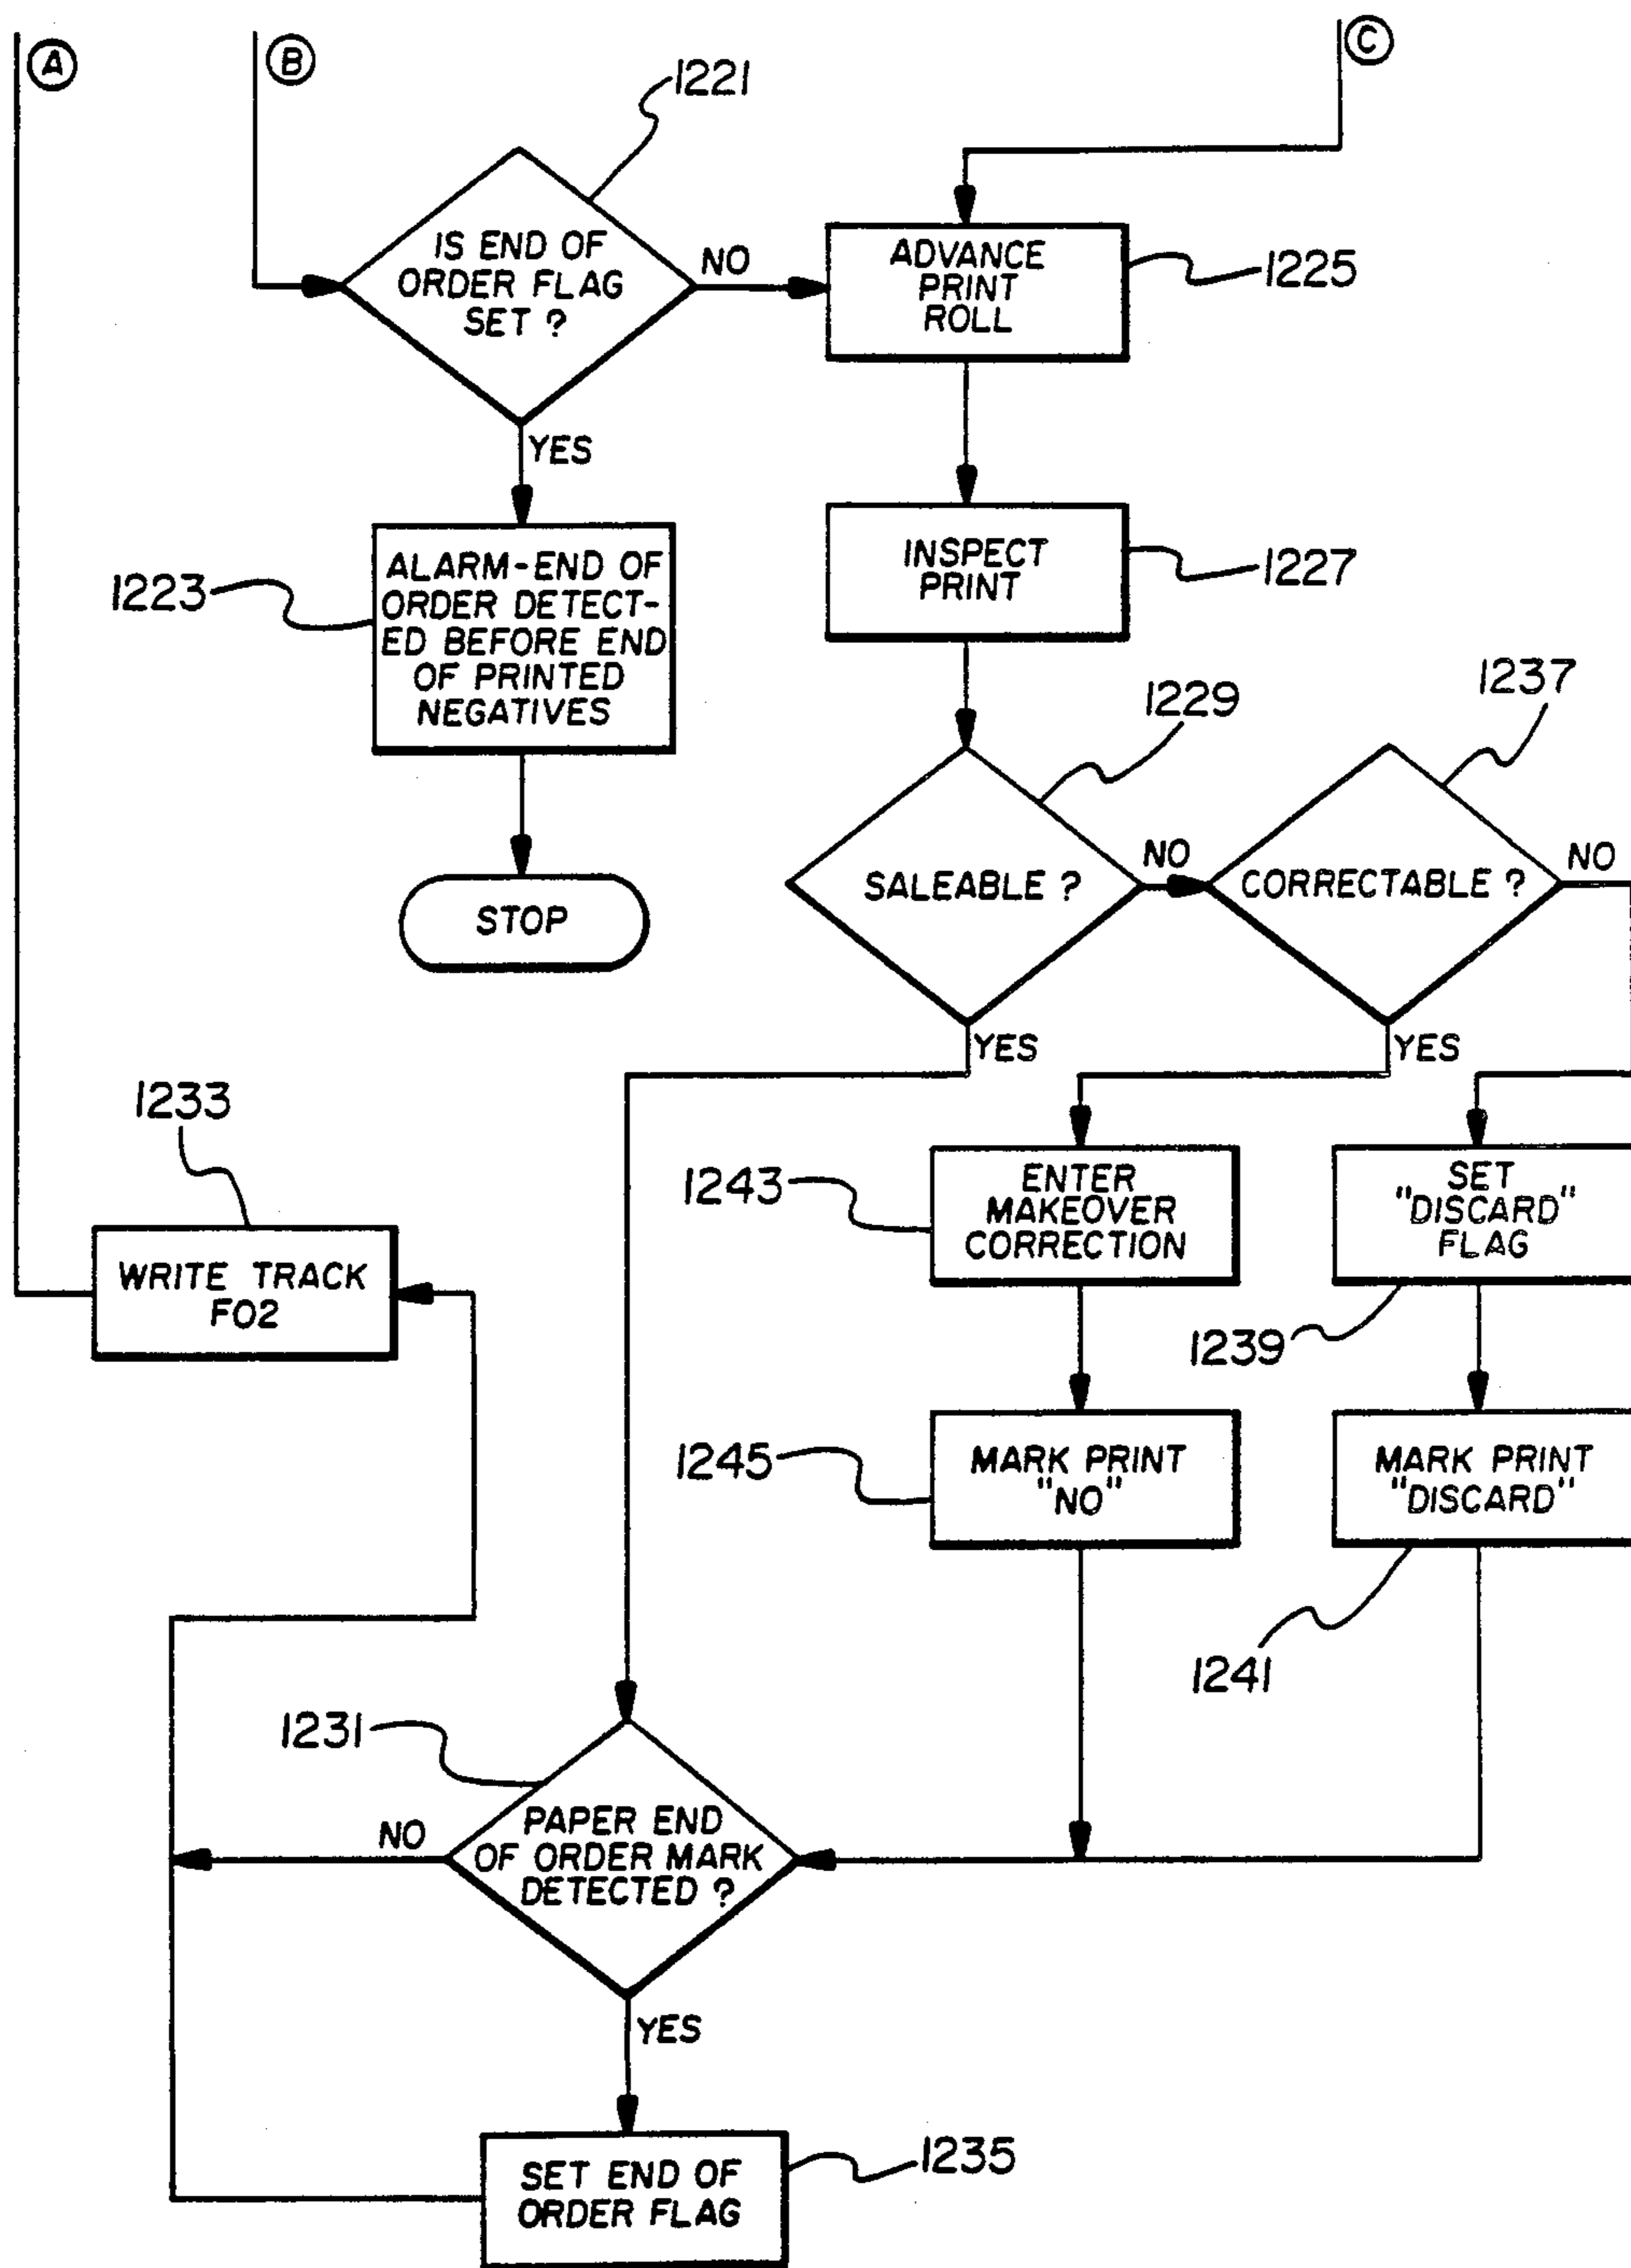 A
B
C
1221
IS END OF
ORDER FLAG
SET ?
NO
YES
ADVANCE
PRINT
ROLL
1225
1223
ALARM-END OF
ORDER DETECT-
ED BEFORE END
OF PRINTED
NEGATIVES
STOP
INSPECT
PRINT
1227
1229
SALEABLE ?
NO
YES
1237
CORRECTABLE ?
NO
YES
1233
WRITE TRACK
F02
1243
ENTER
MAKEOVER
CORRECTION
SET
"DISCARD"
FLAG
1239
1245
MARK PRINT
"NO"
MARK PRINT
"DISCARD"
1241
1231
PAPER END
OF ORDER MARK
DETECTED ?
NO
YES
SET END OF
ORDER FLAG
1235